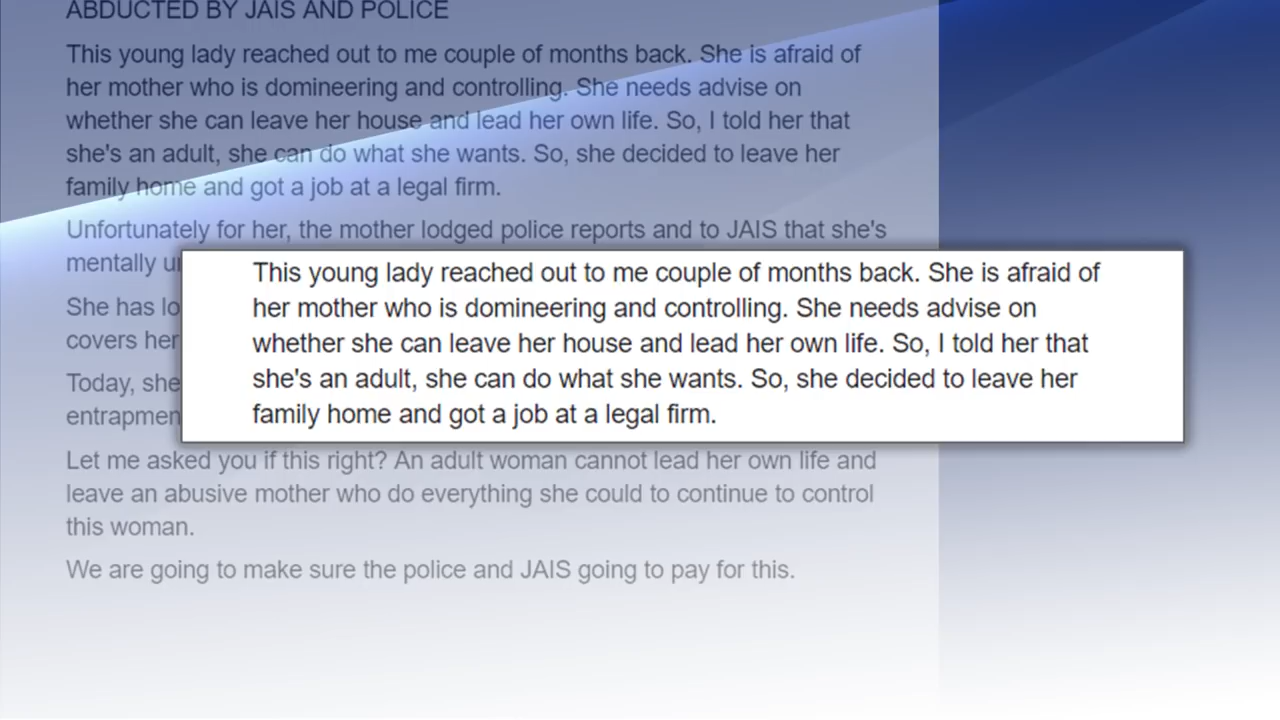 ABDUCTED BY JAIS AND POLICE
This young lady reached out to me couple of months back. She is afraid of
her mother who is domineering and controlling. She needs advise on
whether she can leave her house and lead her own life. So, I told her that
she's an adult, she can do what she wants. So, she decided to leave her
family home and got a job at a legal firm.
Unfortunately for her, the mother lodged police reports and to JAIS that she's
mentally
She has
covers her
Today, she
Let me asked you if this right? An adult woman cannot lead her own life and
leave an abusive mother who do everything she could to continue to control
this woman.
We are going to make sure the police and JAIS going to pay for this.
This young lady reached out to me couple of months back. She is afraid of
her mother who is domineering and controlling. She needs advise on
whether she can leave her house and lead her own life. So, I told her that
she's an adult, she can do what she wants. So, she decided to leave her
family home and got a job at a legal firm.